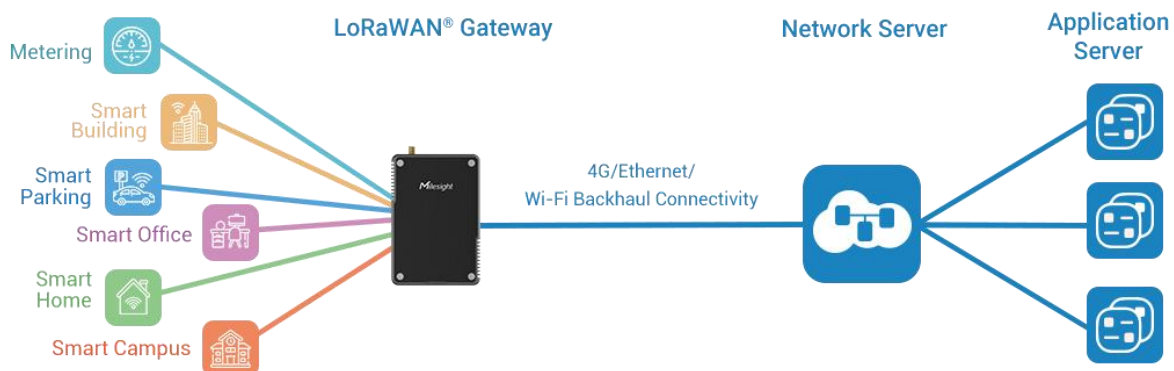 LoRaWAN® Gateway
Network Server
Application
Server
Metering
Smart
Building
Smart
Parking
P
Smart Office
Smart
Home
Smart Campus
Milesight
4G/Ethernet/
Wi-Fi Backhaul Connectivity